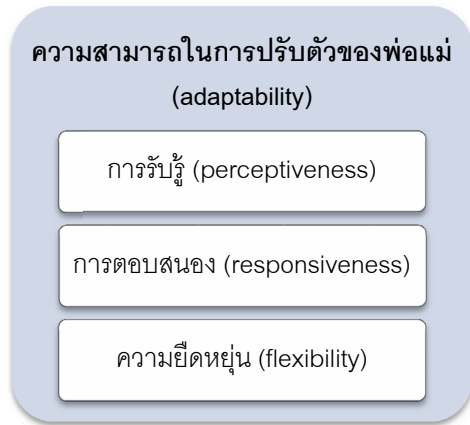 ความสามารถในการปรับตัวของพ่อแม่
(adaptability)
การรับรู้ (perceptiveness)
การตอบสนอง (responsiveness)
ความยืดหยุ่น (flexibility)